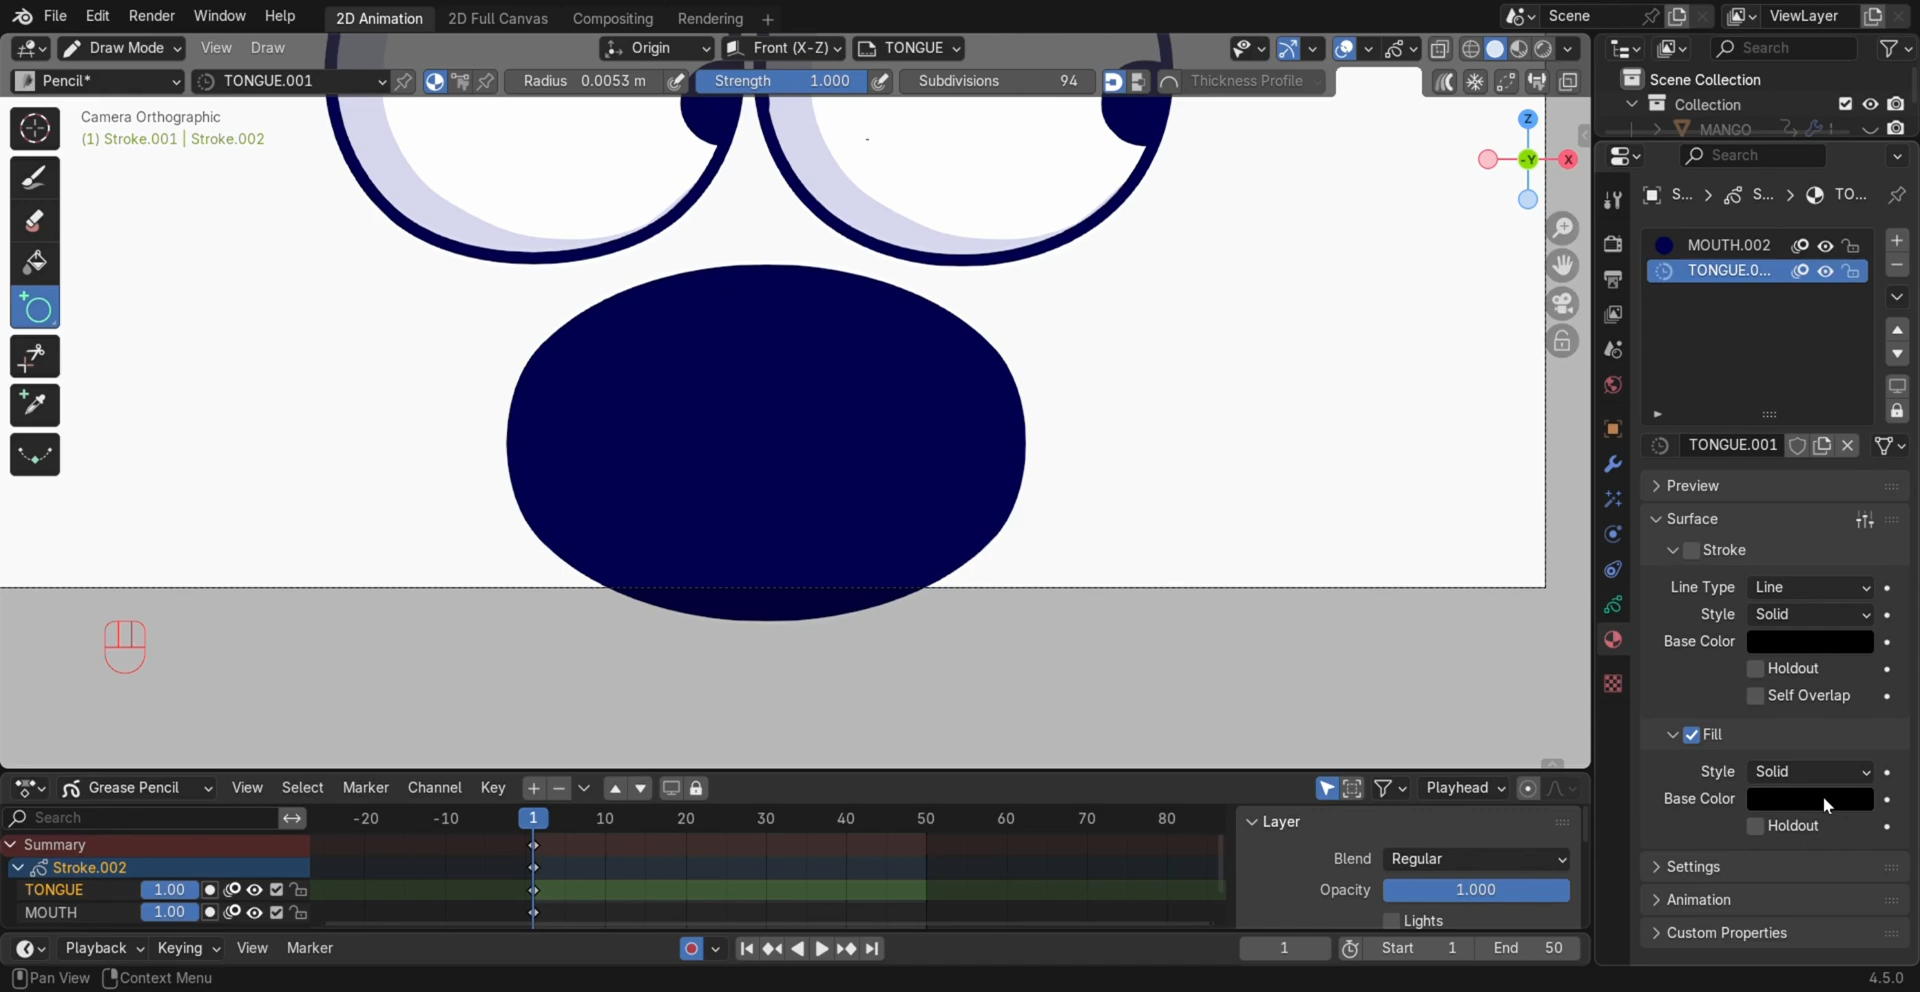 File Edit Render Window Help 2D Animation 2D Full Canvas Compositing Rendering + Scene ViewLayer
Draw Mode View Draw Origin Front (X-Z) TONGUE Search
Pencil* TONGUE.001 Radius 0.0053 m Strength 1.000 Subdivisions 94 Thickness Profile Scene Collection
Collection
Camera Orthographic
(1) Stroke.001 | Stroke.002
MANGO 1
Z
-Y X
Search
S... S... TO...
MOUTH.002
TONGUE.0...
TONGUE.001
Preview
Surface
Stroke
Line Type Line
Style Solid
Base Color
Holdout
Self Overlap
Fill
Style Solid
Base Color
Holdout
Settings
Animation
Custom Properties
Grease Pencil View Select Marker Channel Key Playhead
Search -20 -10 1 10 20 30 40 50 60 70 80
Layer
Summary
Stroke.002
TONGUE 1.00
MOUTH 1.00
Blend Regular
Opacity 1.000
Lights
Playback Keying View Marker 1 Start 1 End 50
Pan View Context Menu 4.5.0